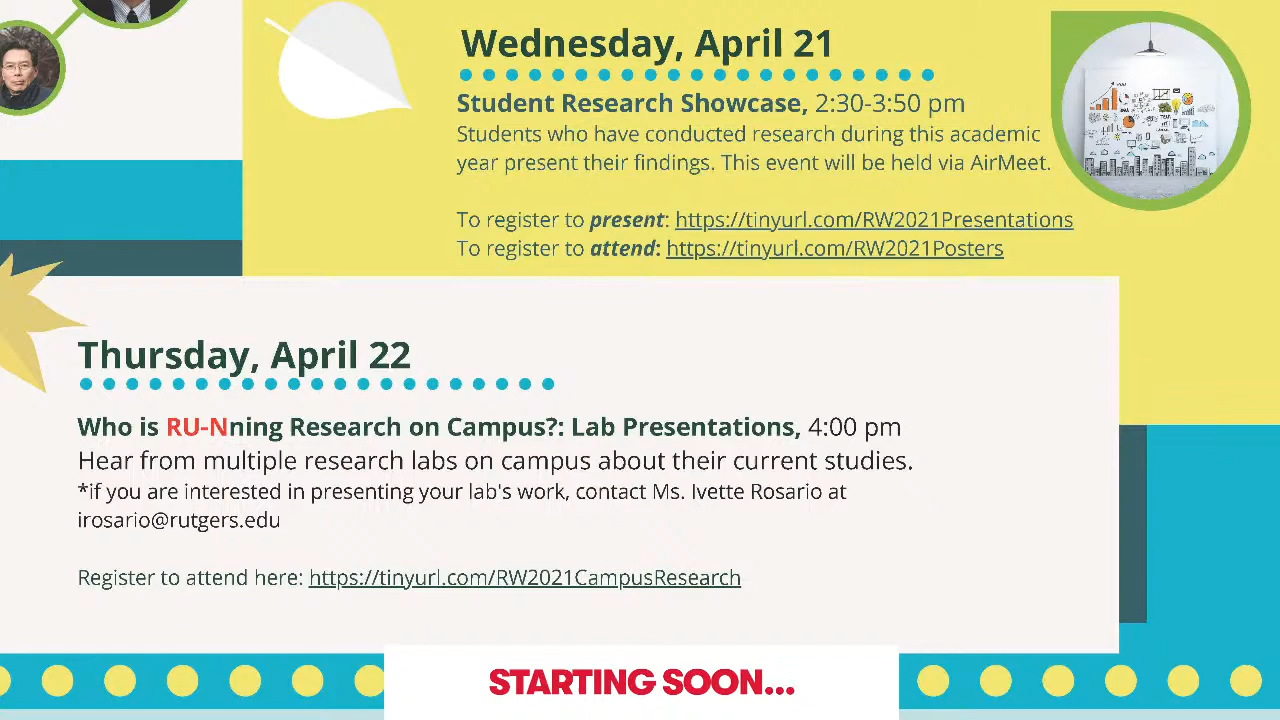 Wednesday, April 21
Student Research Showcase, 2:30-3:50 pm
Students who have conducted research during this academic
year present their findings. This event will be held via AirMeet.
To register to present: https://tinyurl.com/RW2021Presentations
To register to attend: https://tinyurl.com/RW2021Posters
Thursday, April 22
Who is RU-Nning Research on Campus?: Lab Presentations, 4:00 pm
Hear from multiple research labs on campus about their current studies.
*if you are interested in presenting your lab's work, contact Ms. Ivette Rosario at
irosario@rutgers.edu
Register to attend here: https://tinyurl.com/RW2021CampusResearch
STARTING SOON...